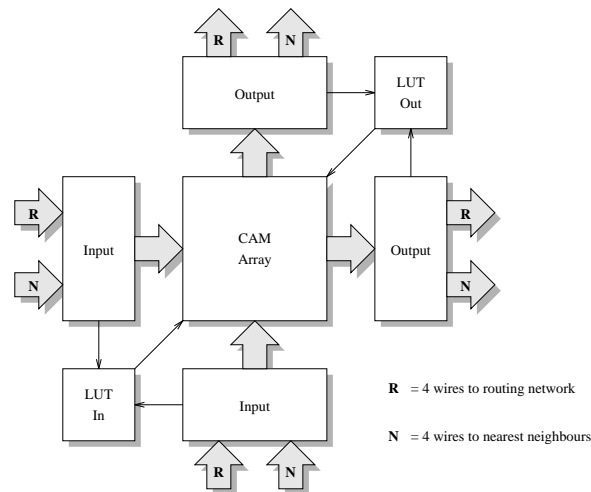 R
N
Output
LUT
Out
R
N
Input
CAM
Array
Output
R
N
LUT
In
Input
R
N
R = 4 wires to routing network
N = 4 wires to nearest neighbours